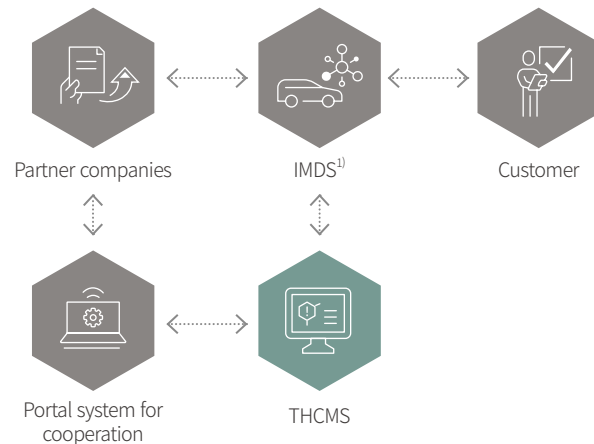 Partner companies
IMDS1)
Customer
Portal system for
cooperation
THCMS